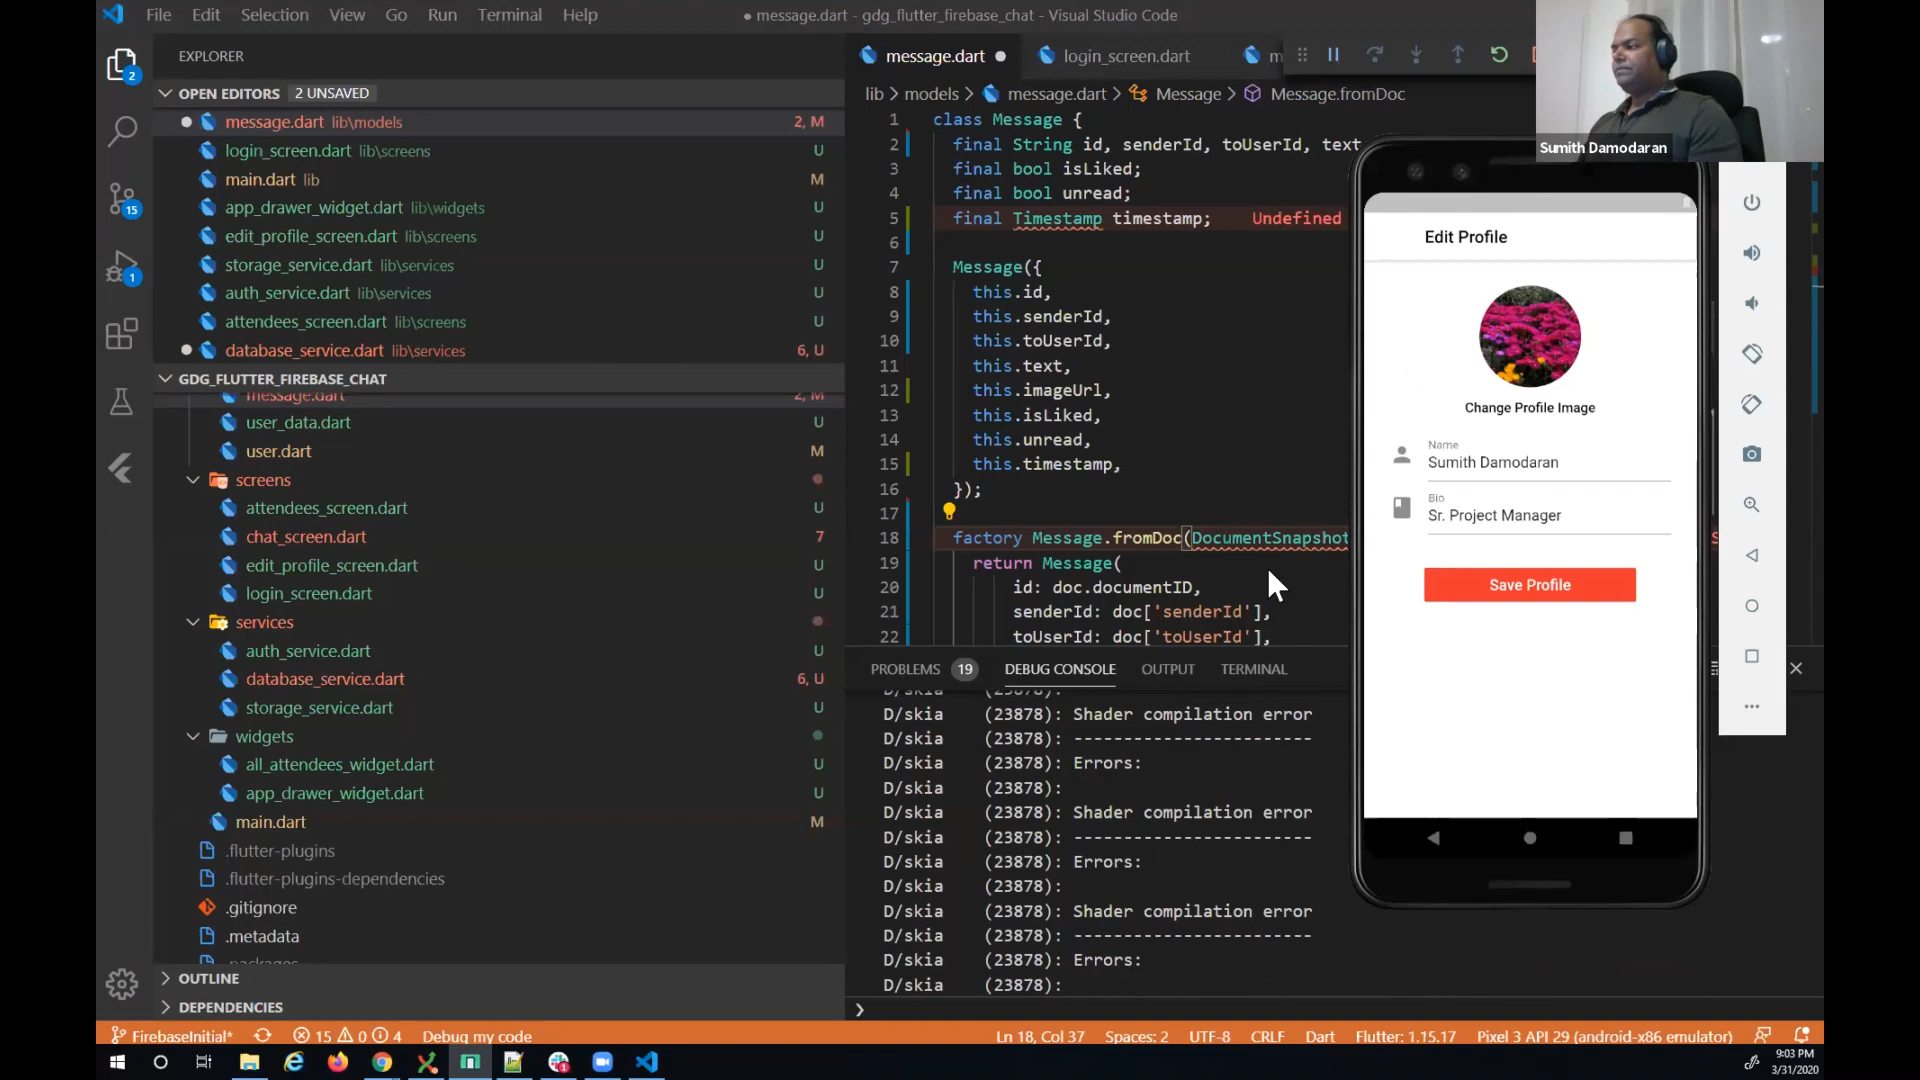 File Edit Selection View Go Run Terminal Help
● message.dart - gdg_flutter_firebase_chat - Visual Studio Code
EXPLORER
OPEN EDITORS 2 UNSAVED
message.dart lib\models 2, M
login_screen.dart lib\screens U
main.dart lib M
app_drawer_widget.dart lib\widgets U
edit_profile_screen.dart lib\screens U
storage_service.dart lib\services U
auth_service.dart lib\services U
attendees_screen.dart lib\screens U
database_service.dart lib\services 6, U
GDG_FLUTTER_FIREBASE_CHAT
message.dart 2, M
user_data.dart U
user.dart M
screens
attendees_screen.dart U
chat_screen.dart 7
edit_profile_screen.dart U
login_screen.dart U
services
auth_service.dart U
database_service.dart 6, U
storage_service.dart U
widgets
all_attendees_widget.dart U
app_drawer_widget.dart U
main.dart M
.flutter-plugins
.flutter-plugins-dependencies
.gitignore
.metadata
.packages
OUTLINE
DEPENDENCIES
2
15
1
message.dart login_screen.dart m
lib > models > message.dart > Message > Message.fromDoc
1 class Message {
2 final String id, senderId, toUserId, text
3 final bool isLiked;
4 final bool unread;
5 final Timestamp timestamp; Undefined
6
7 Message({
8 this.id,
9 this.senderId,
10 this.toUserId,
11 this.text,
12 this.imageUrl,
13 this.isLiked,
14 this.unread,
15 this.timestamp,
16 });
17
18 factory Message.fromDoc(DocumentSnapshot
19 return Message(
20 id: doc.documentID,
21 senderId: doc['senderId'],
22 toUserId: doc['toUserId'],
PROBLEMS 19 DEBUG CONSOLE OUTPUT TERMINAL
D/skia (23878):
D/skia (23878): Shader compilation error
D/skia (23878): ------------------------
D/skia (23878): Errors:
D/skia (23878):
D/skia (23878): Shader compilation error
D/skia (23878): ------------------------
D/skia (23878): Errors:
D/skia (23878):
D/skia (23878): Shader compilation error
D/skia (23878): ------------------------
D/skia (23878): Errors:
D/skia (23878):
Sumith Damodaran
Edit Profile
Change Profile Image
Name
Sumith Damodaran
Bio
Sr. Project Manager
Save Profile
FirebaseInitial* 15 0 4 Debug my code Ln 18, Col 37 Spaces: 2 UTF-8 CRLF Dart Flutter: 1.15.17 Pixel 3 API 29 (android-x86 emulator)
9:03 PM
3/31/2020